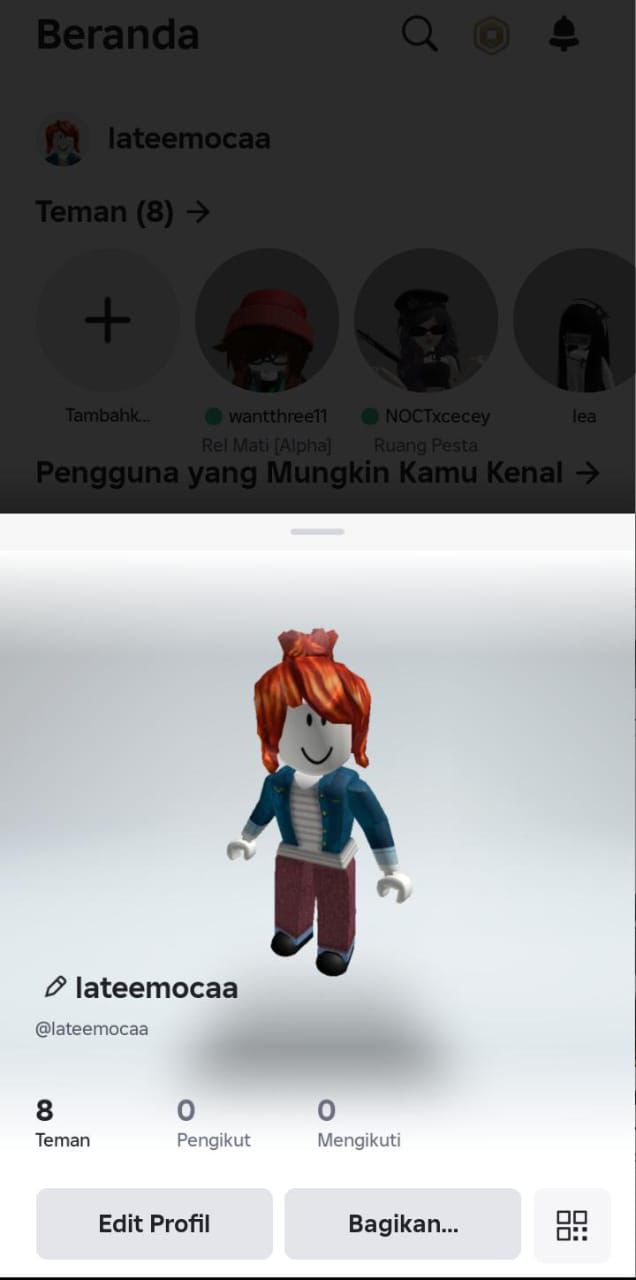 Beranda
lateemocaa
Teman (8) →
Tambahk...
wantthree11
NOCTxcecey
lea
Rel Mati [Alpha]
Ruang Pesta
Pengguna yang Mungkin Kamu Kenal →
lateemocaa
@lateemocaa
8
0
0
Teman
Pengikut
Mengikuti
Edit Profil
Bagikan...